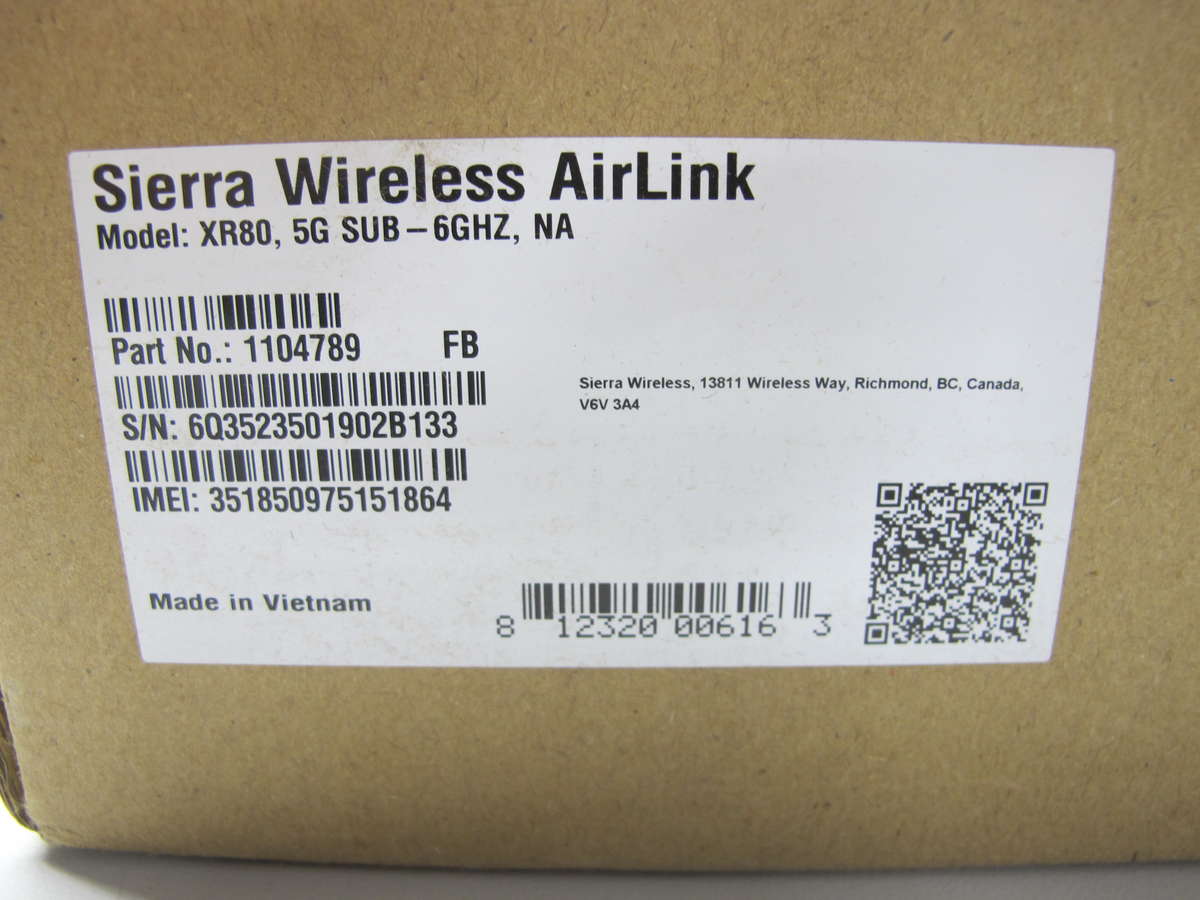 Sierra Wireless AirLink
Model: XR80, 5G SUB-6GHZ, NA
Part No.: 1104789 FB
S/N: 6Q3523501902B133
IMEI: 351850975151864
Sierra Wireless, 13811 Wireless Way, Richmond, BC, Canada,
V6V 3A4
Made in Vietnam
8 12320 00616 3